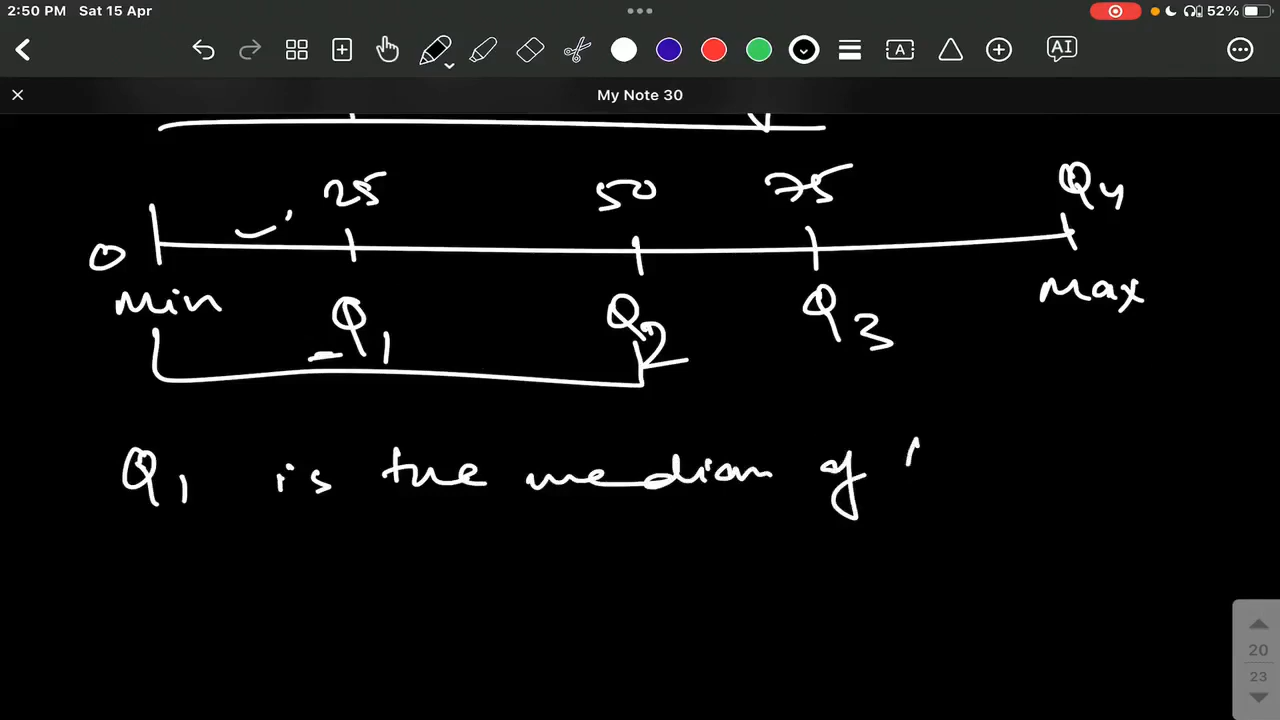 2:50 PM Sat 15 Apr 52%
A AI
My Note 30
25 50 75 Q4
0
Min Q1 Q2 Q3 Max
Q1 is the median of
20
23